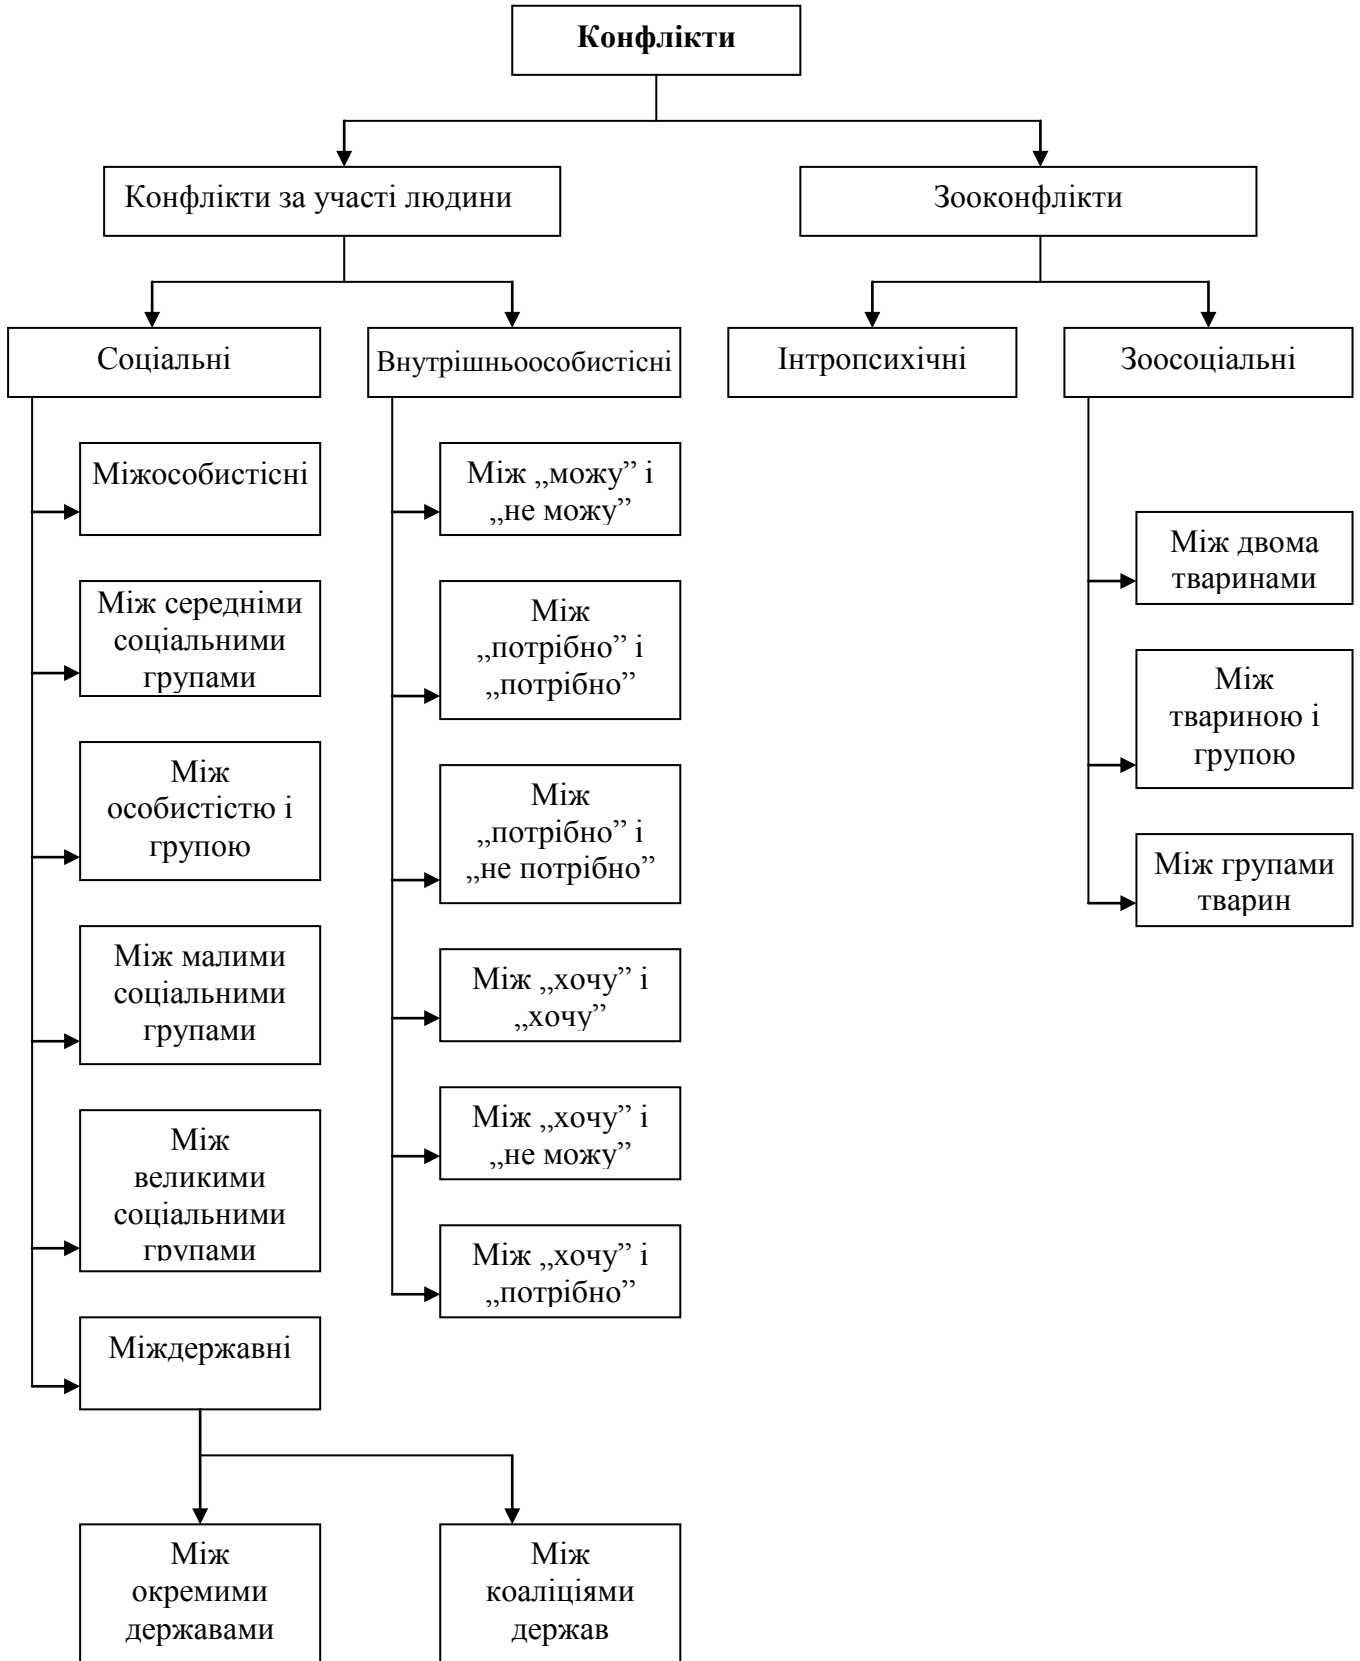 Конфлікти
Конфлікти за участі людини
Зооконфлікти
Соціальні
Внутрішньоособистісні
Інтропсихічні
Зоосоціальні
Міжособистісні
Між середніми
соціальними
групами
Між
особистістю і
групою
Між малими
соціальними
групами
Між
великими
соціальними
групами
Міждержавні
Між „можу” і
„не можу”
Між
„потрібно” і
„потрібно”
Між
„потрібно” і
„не потрібно”
Між „хочу” і
„хочу”
Між „хочу” і
„не можу”
Між „хочу” і
„потрібно”
Між двома
тваринами
Між
твариною і
групою
Між групами
тварин
Між
окремими
державами
Між
коаліціями
держав